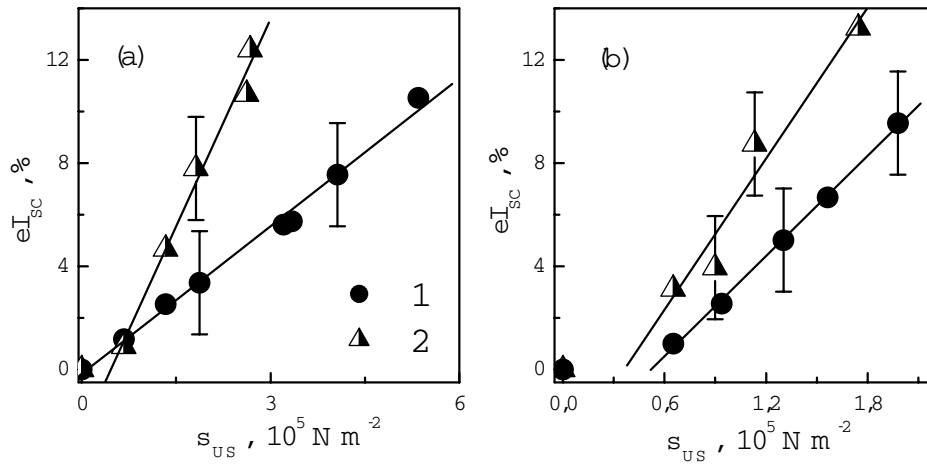 (a)
(b)
12
8
4
0
eI_SC, %
12
8
4
0
eI_SC, %
1
2
0 3 6
0,0 0,6 1,2 1,8
s_US, 10^5 N m^-2
s_US, 10^5 N m^-2